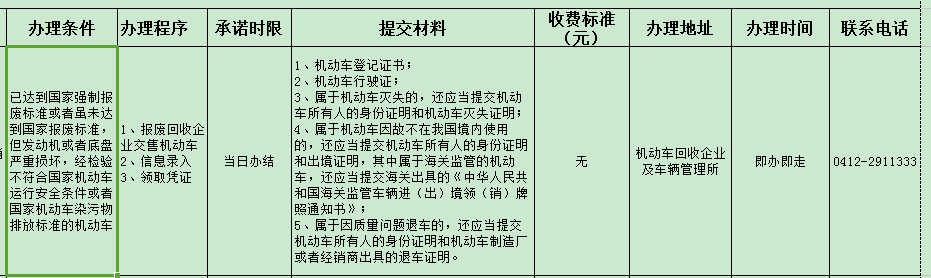 办理条件
办理程序
承诺时限
提交材料
收费标准
（元）
办理地址
办理时间
联系电话
已达到国家强制报
废标准或者虽未达
到国家报废标准，
但发动机或者底盘
严重损坏，经检验
不符合国家机动车
运行安全条件或者
国家机动车染污物
排放标准的机动车
1、报废回收企
业交售机动车
2、信息录入
3、领取凭证
当日办结
1、机动车登记证书；
2、机动车行驶证；
3、属于机动车灭失的，还应当提交机动
车所有人的身份证明和机动车灭失证明；
4、属于机动车因故不在我国境内使用
的，还应当提交机动车所有人的身份证明
和出境证明，其中属于海关监管的机动
车，还应当提交海关出具的《中华人民共
和国海关监管车辆进（出）境领（销）牌
照通知书》；
5、属于因质量问题退车的，还应当提交
机动车所有人的身份证明和机动车制造厂
或者经销商出具的退车证明。
无
机动车回收企业
及车辆管理所
即办即走
0412-2911333